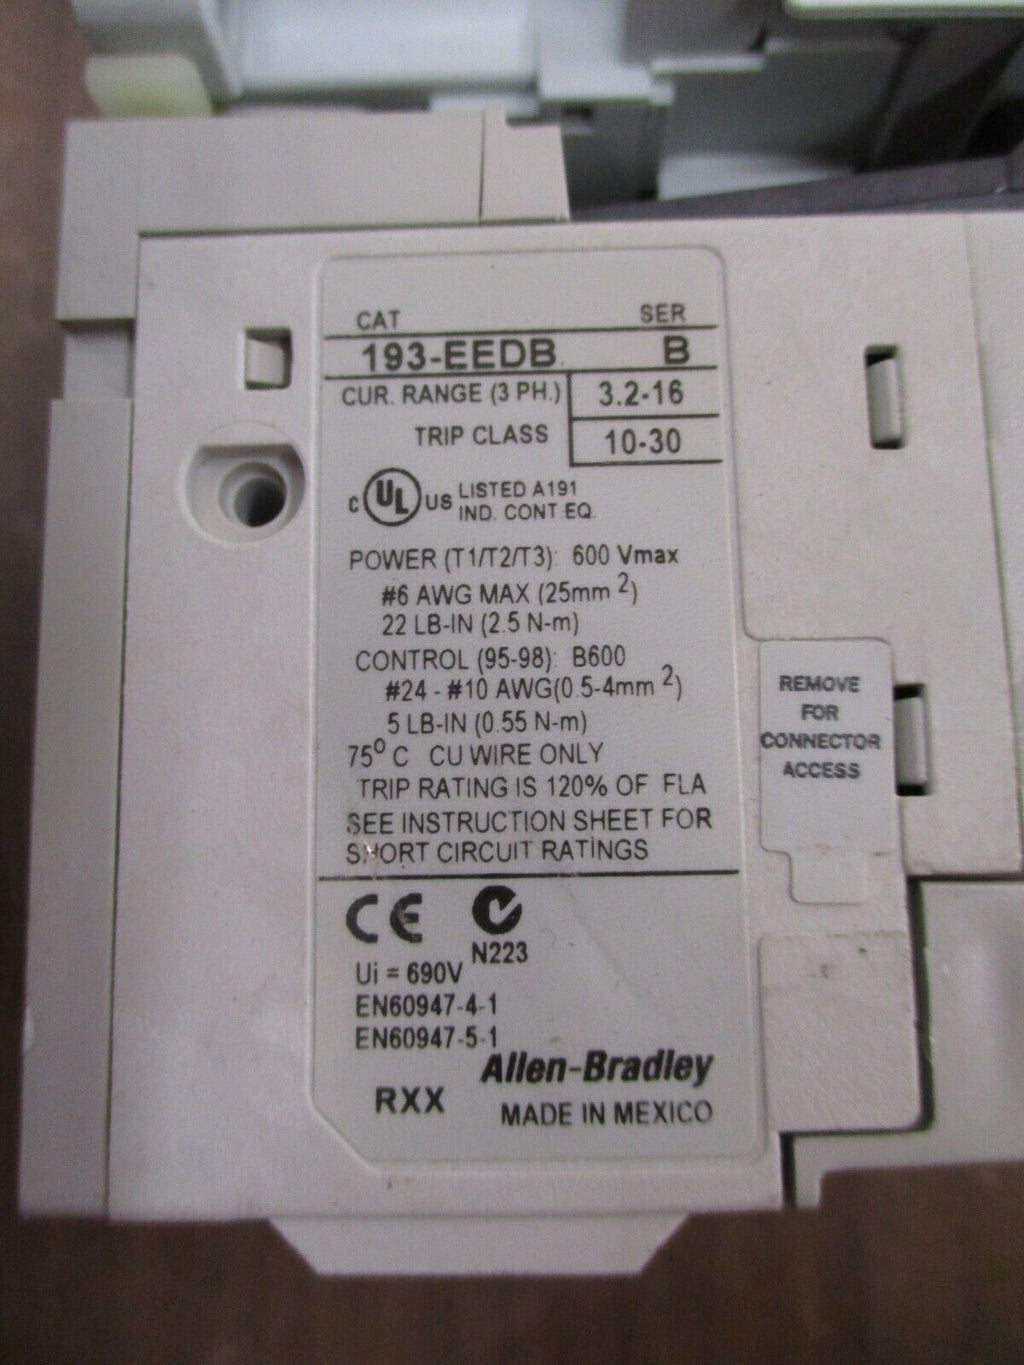 CAT SER
193-EEDB B
CUR. RANGE (3 PH.) 3.2-16
TRIP CLASS 10-30
C UL US LISTED A191
IND. CONT.EQ.
POWER (T1/T2/T3): 600 Vmax
#6 AWG MAX (25mm 2)
22 LB-IN (2.5 N-m)
CONTROL (95-98): B600
#24 - #10 AWG(0.5-4mm 2)
5 LB-IN (0.55 N-m)
75° C CU WIRE ONLY
TRIP RATING IS 120% OF FLA
SEE INSTRUCTION SHEET FOR
SHORT CIRCUIT RATINGS
CE
N223
Ui = 690V
EN60947-4-1
EN60947-5-1
Allen-Bradley
RXX MADE IN MEXICO
REMOVE
FOR
CONNECTOR
ACCESS